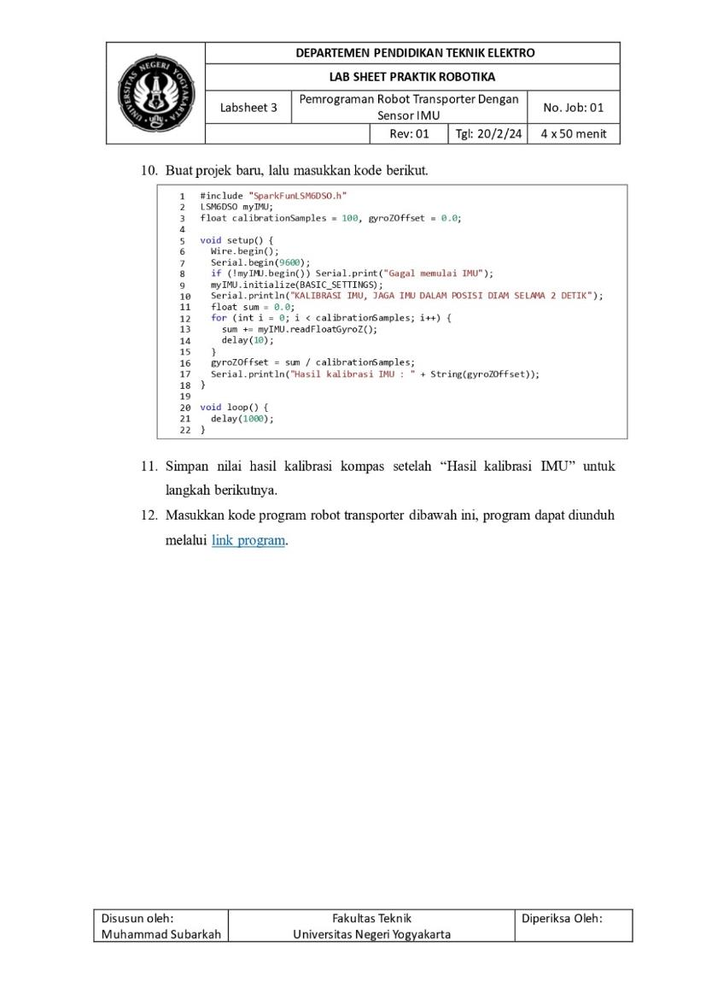 UNIVERSITAS NEGERI YOGYAKARTA
DEPARTEMEN PENDIDIKAN TEKNIK ELEKTRO
LAB SHEET PRAKTIK ROBOTIKA
Labsheet 3
Pemrograman Robot Transporter Dengan
Sensor IMU
No. Job: 01
Rev: 01
Tgl: 20/2/24
4 x 50 menit
10. Buat projek baru, lalu masukkan kode berikut.
1 #include "SparkFunLSM6DSO.h"
2 LSM6DSO myIMU;
3 float calibrationSamples = 100, gyroZOffset = 0.0;
4
5 void setup() {
6 Wire.begin();
7 Serial.begin(9600);
8 if (!myIMU.begin()) Serial.print("Gagal memulai IMU");
9 myIMU.initialize(BASIC_SETTINGS);
10 Serial.println("KALIBRASI IMU, JAGA IMU DALAM POSISI DIAM SELAMA 2 DETIK");
11 float sum = 0.0;
12 for (int i = 0; i < calibrationSamples; i++) {
13 sum += myIMU.readFloatGyroZ();
14 delay(10);
15 }
16 gyroZOffset = sum / calibrationSamples;
17 Serial.println("Hasil kalibrasi IMU : " + String(gyroZOffset));
18 }
19
20 void loop() {
21 delay(1000);
22 }
11. Simpan nilai hasil kalibrasi kompas setelah “Hasil kalibrasi IMU” untuk
langkah berikutnya.
12. Masukkan kode program robot transporter dibawah ini, program dapat diunduh
melalui link program.
Disusun oleh:
Muhammad Subarkah
Fakultas Teknik
Universitas Negeri Yogyakarta
Diperiksa Oleh: